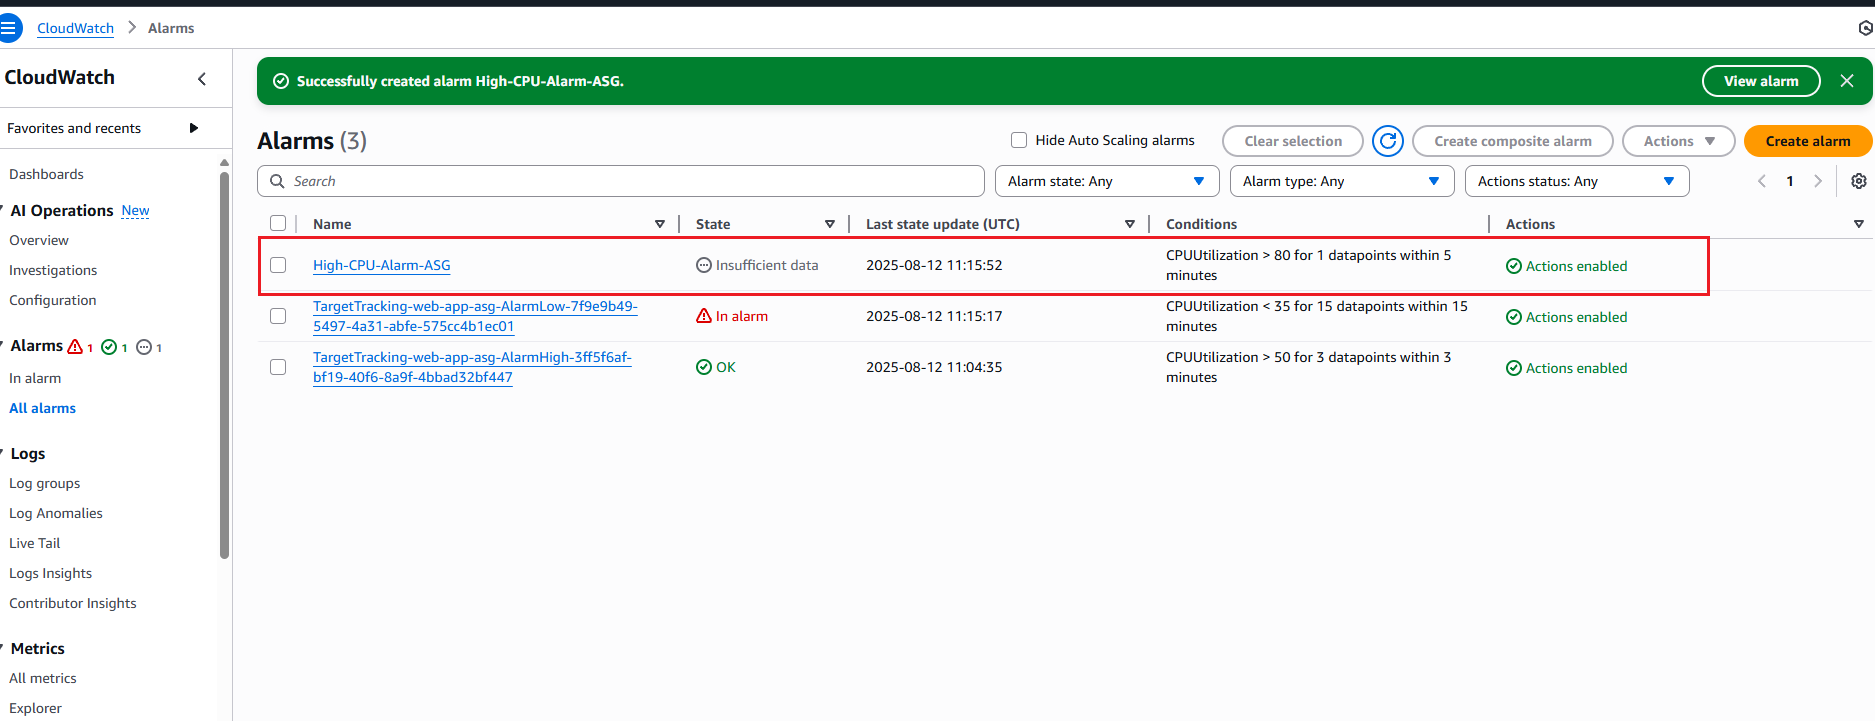 CloudWatch > Alarms
CloudWatch
Favorites and recents
Dashboards
AI Operations New
Overview
Investigations
Configuration
Alarms 1 1 1
In alarm
All alarms
Logs
Log groups
Log Anomalies
Live Tail
Logs Insights
Contributor Insights
Metrics
All metrics
Explorer
Successfully created alarm High-CPU-Alarm-ASG.
View alarm
Alarms (3)
Hide Auto Scaling alarms
Clear selection
Create composite alarm
Actions
Create alarm
Search
Alarm state: Any
Alarm type: Any
Actions status: Any
1
Name
State
Last state update (UTC)
Conditions
Actions
High-CPU-Alarm-ASG
Insufficient data
2025-08-12 11:15:52
CPUUtilization > 80 for 1 datapoints within 5
minutes
Actions enabled
TargetTracking-web-app-asg-AlarmLow-7f9e9b49-
5497-4a31-abfe-575cc4b1ec01
In alarm
2025-08-12 11:15:17
CPUUtilization < 35 for 15 datapoints within 15
minutes
Actions enabled
TargetTracking-web-app-asg-AlarmHigh-3ff5f6af-
bf19-40f6-8a9f-4bbad32bf447
OK
2025-08-12 11:04:35
CPUUtilization > 50 for 3 datapoints within 3
minutes
Actions enabled